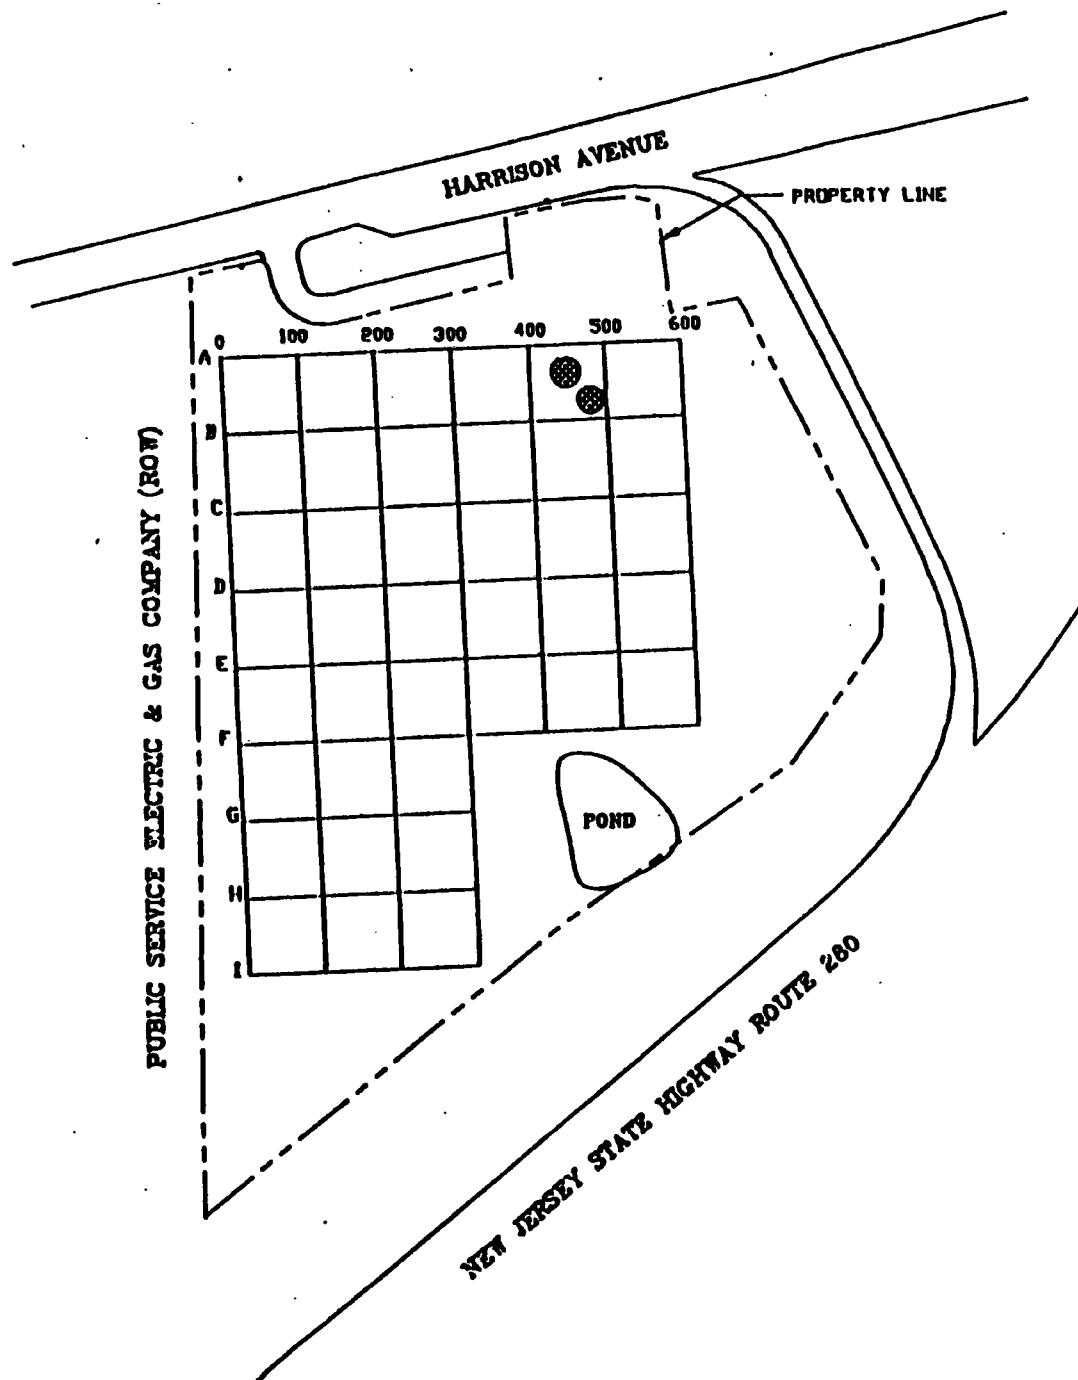 HARRISON AVENUE
PROPERTY LINE
0 100 200 300 400 500 600
A
B
C
D
E
F
G
H
I
POND
PUBLIC SERVICE ELECTRIC & GAS COMPANY (ROW)
NEW JERSEY STATE HIGHWAY ROUTE 280